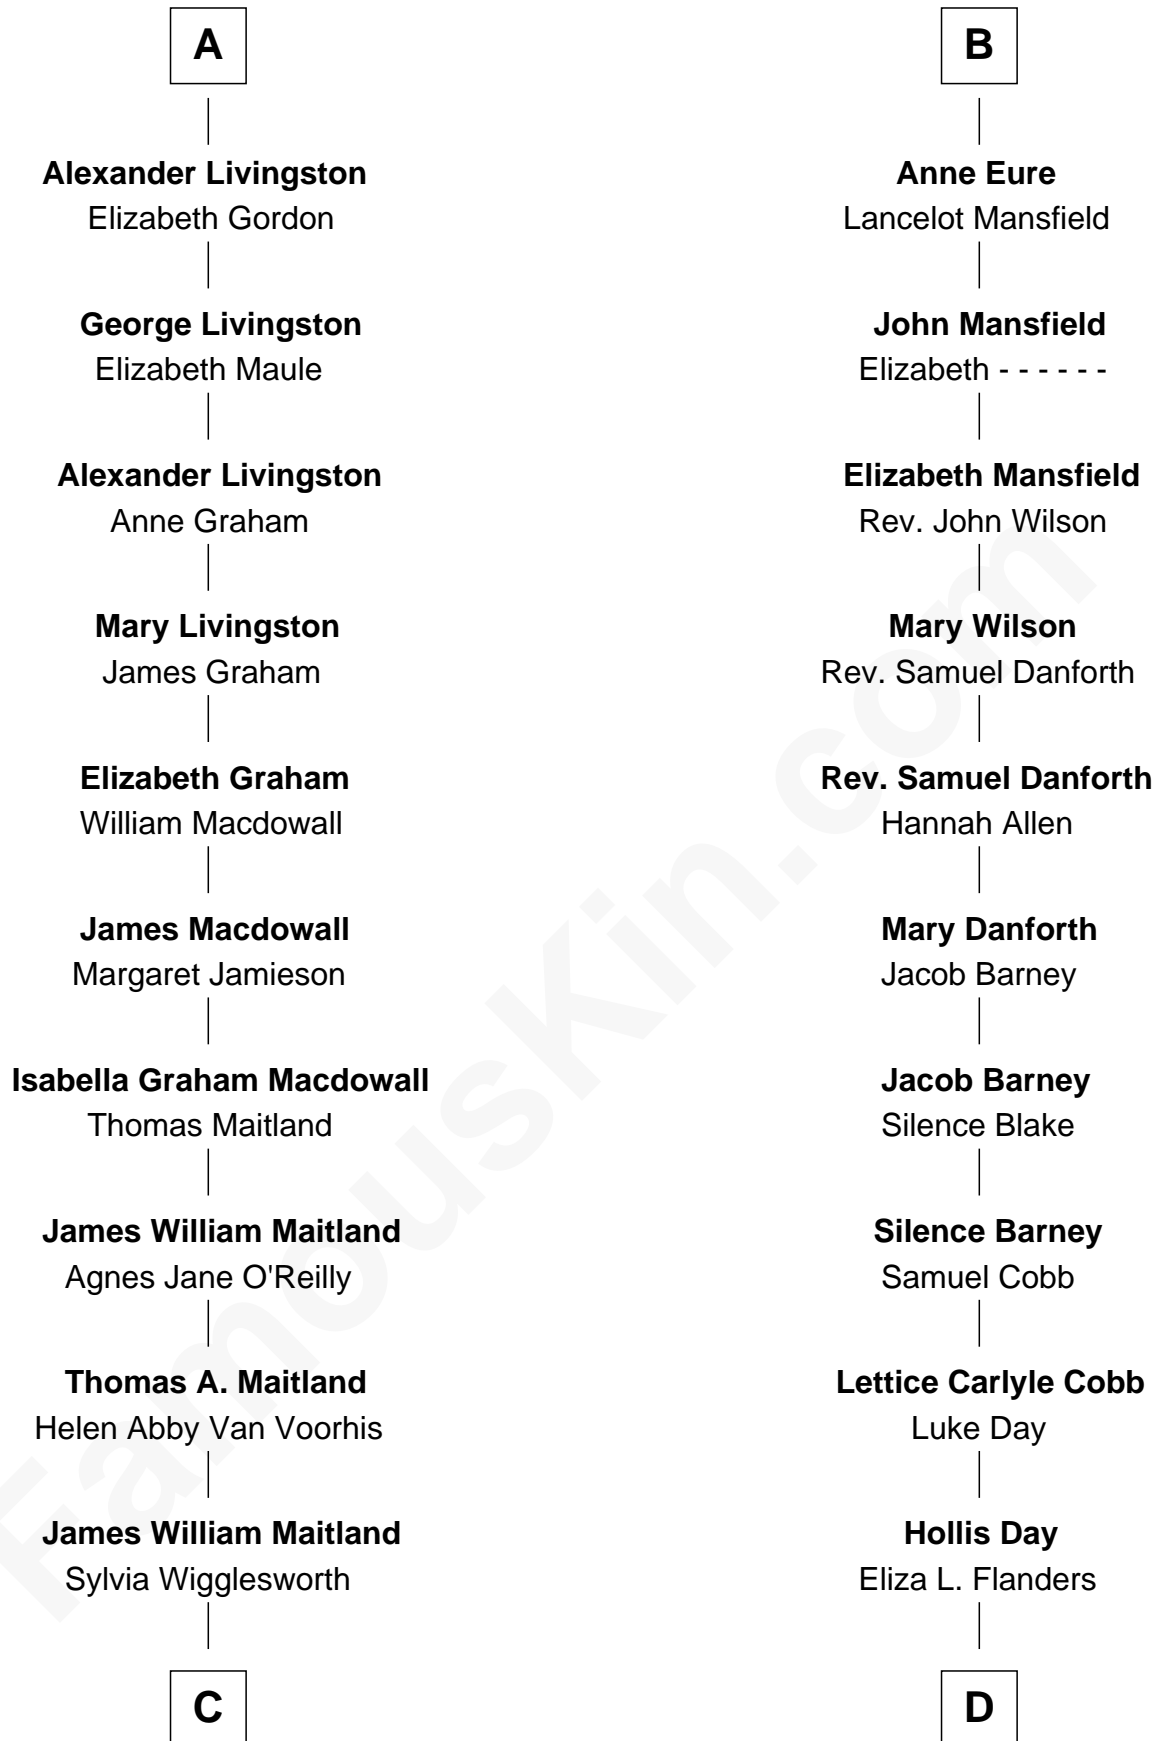 A
Alexander Livingston
Elizabeth Gordon
George Livingston
Elizabeth Maule
Alexander Livingston
Anne Graham
Mary Livingston
James Graham
Elizabeth Graham
William Macdowall
James Macdowall
Margaret Jamieson
Isabella Graham Macdowall
Thomas Maitland
James William Maitland
Agnes Jane O'Reilly
Thomas A. Maitland
Helen Abby Van Voorhis
James William Maitland
Sylvia Wigglesworth
C
B
Anne Eure
Lancelot Mansfield
John Mansfield
Elizabeth - - - - - -
Elizabeth Mansfield
Rev. John Wilson
Mary Wilson
Rev. Samuel Danforth
Rev. Samuel Danforth
Hannah Allen
Mary Danforth
Jacob Barney
Jacob Barney
Silence Blake
Silence Barney
Samuel Cobb
Lettice Carlyle Cobb
Luke Day
Hollis Day
Eliza L. Flanders
D
FamousKin.com